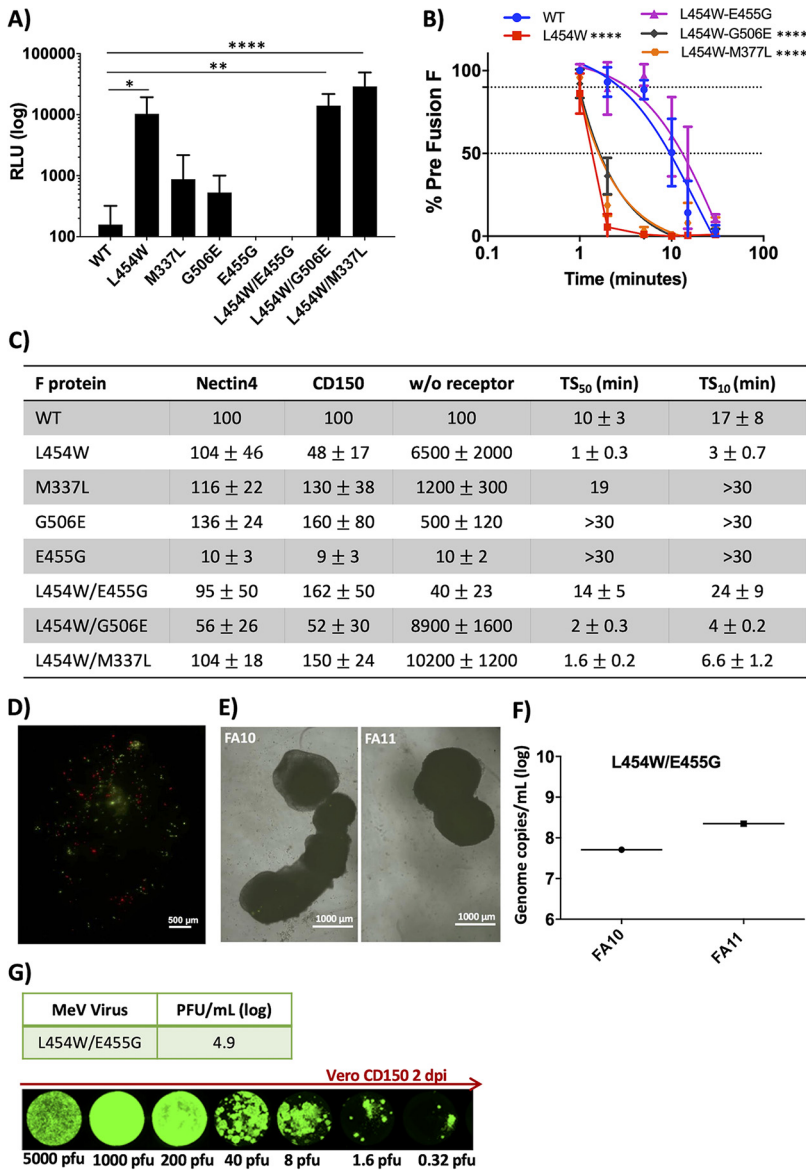 A)
****
**
*
RLU (log)
100000
10000
1000
100
WT
L454W
M337L
G506E
E455G
L454W/E455G
L454W/G506E
L454W/M337L
B)
WT
L454W ****
L454W-E455G
L454W-G506E ****
L454W-M377L ****
% Pre Fusion F
100
50
0
0.1
1
10
100
Time (minutes)
C)
F protein Nectin4 CD150 w/o receptor TS50 (min) TS10 (min)
WT 100 100 100 10 ± 3 17 ± 8
L454W 104 ± 46 48 ± 17 6500 ± 2000 1 ± 0.3 3 ± 0.7
M337L 116 ± 22 130 ± 38 1200 ± 300 19 >30
G506E 136 ± 24 160 ± 80 500 ± 120 >30 >30
E455G 10 ± 3 9 ± 3 10 ± 2 >30 >30
L454W/E455G 95 ± 50 162 ± 50 40 ± 23 14 ± 5 24 ± 9
L454W/G506E 56 ± 26 52 ± 30 8900 ± 1600 2 ± 0.3 4 ± 0.2
L454W/M337L 104 ± 18 150 ± 24 10200 ± 1200 1.6 ± 0.2 6.6 ± 1.2
D)
500 µm
E)
FA10
1000 µm
FA11
1000 µm
F)
L454W/E455G
Genome copies/mL (log)
10
9
8
7
6
FA10
FA11
G)
MeV Virus PFU/mL (log)
L454W/E455G 4.9
Vero CD150 2 dpi
5000 pfu 1000 pfu 200 pfu 40 pfu 8 pfu 1.6 pfu 0.32 pfu